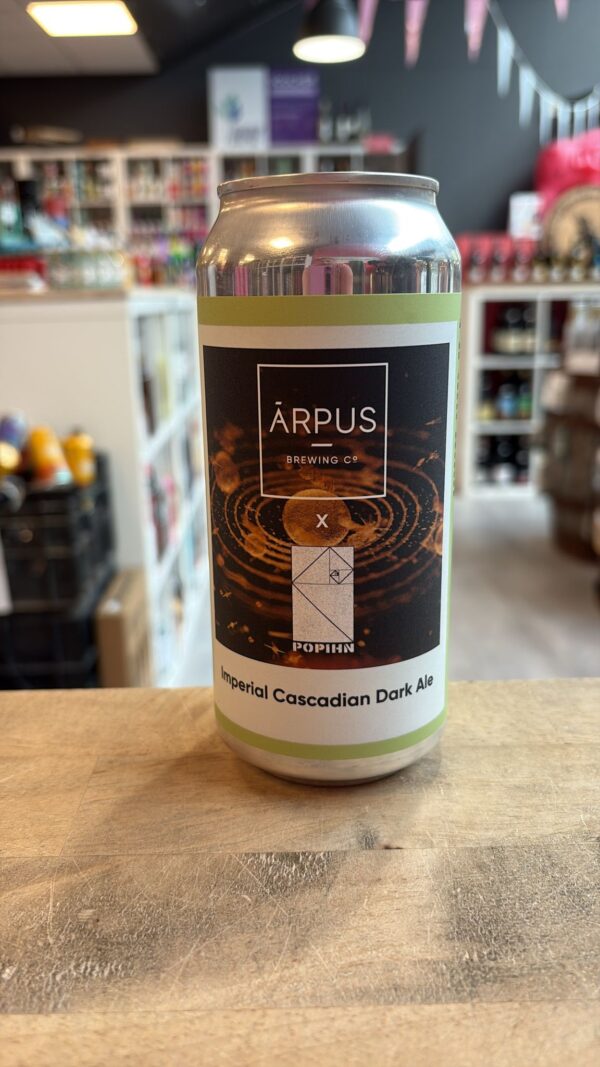 ĀRPUS
BREWING Cº
X
POPIHN
Imperial Cascadian Dark Ale